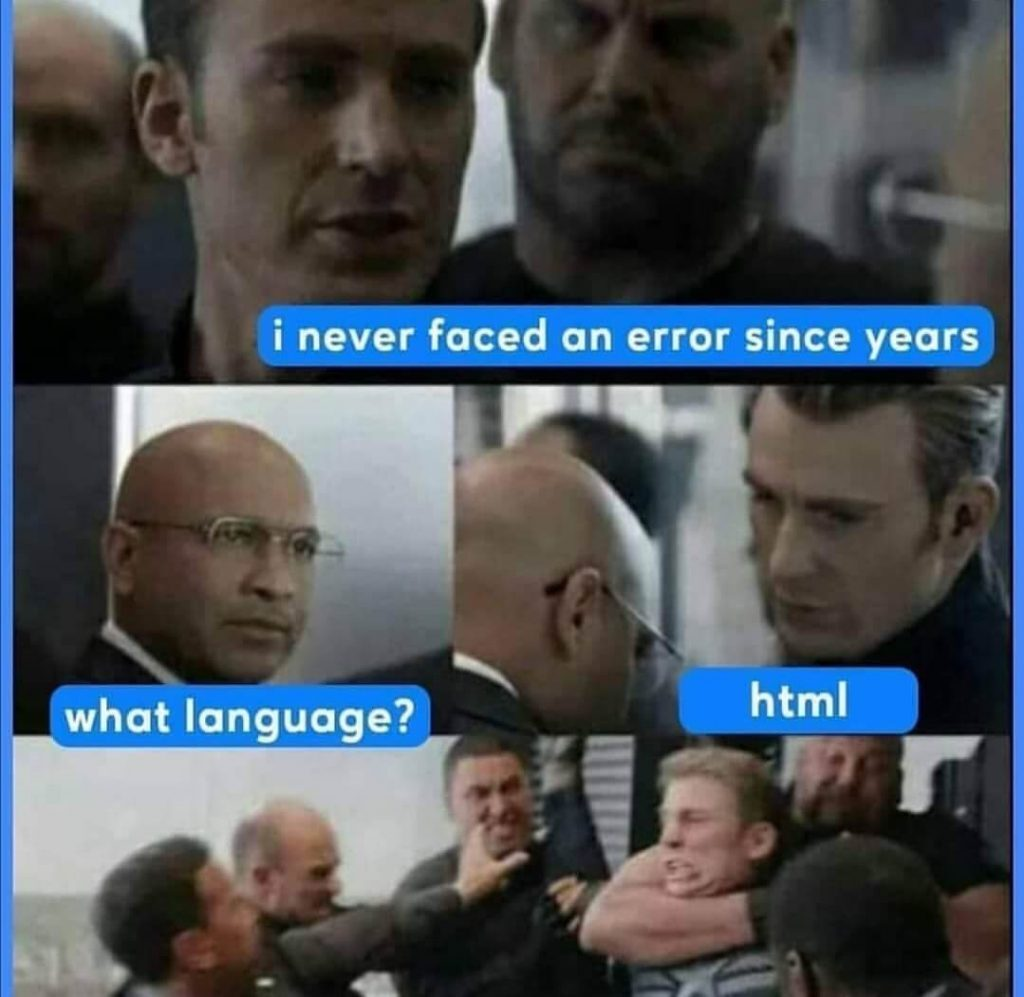 i never faced an error since years
what language?
html